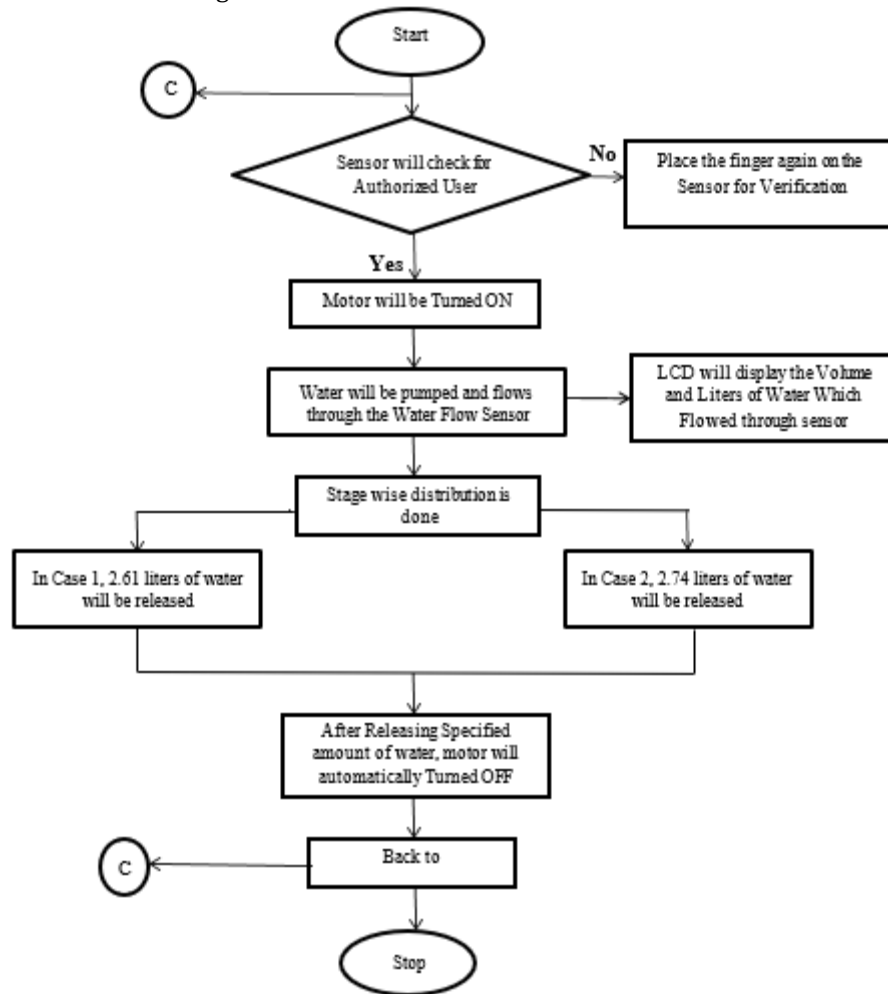 Start
C
Sensor will check for
Authorized User
No
Place the finger again on the
Sensor for Verification
Yes
Motor will be Turned ON
Water will be pumped and flows
through the Water Flow Sensor
LCD will display the Volume
and Liters of Water Which
Flowed through sensor
Stage wise distribution is
done
In Case 1, 2.61 liters of water
will be released
In Case 2, 2.74 liters of water
will be released
After Releasing Specified
amount of water, motor will
automatically Turned OFF
Back to
C
Stop